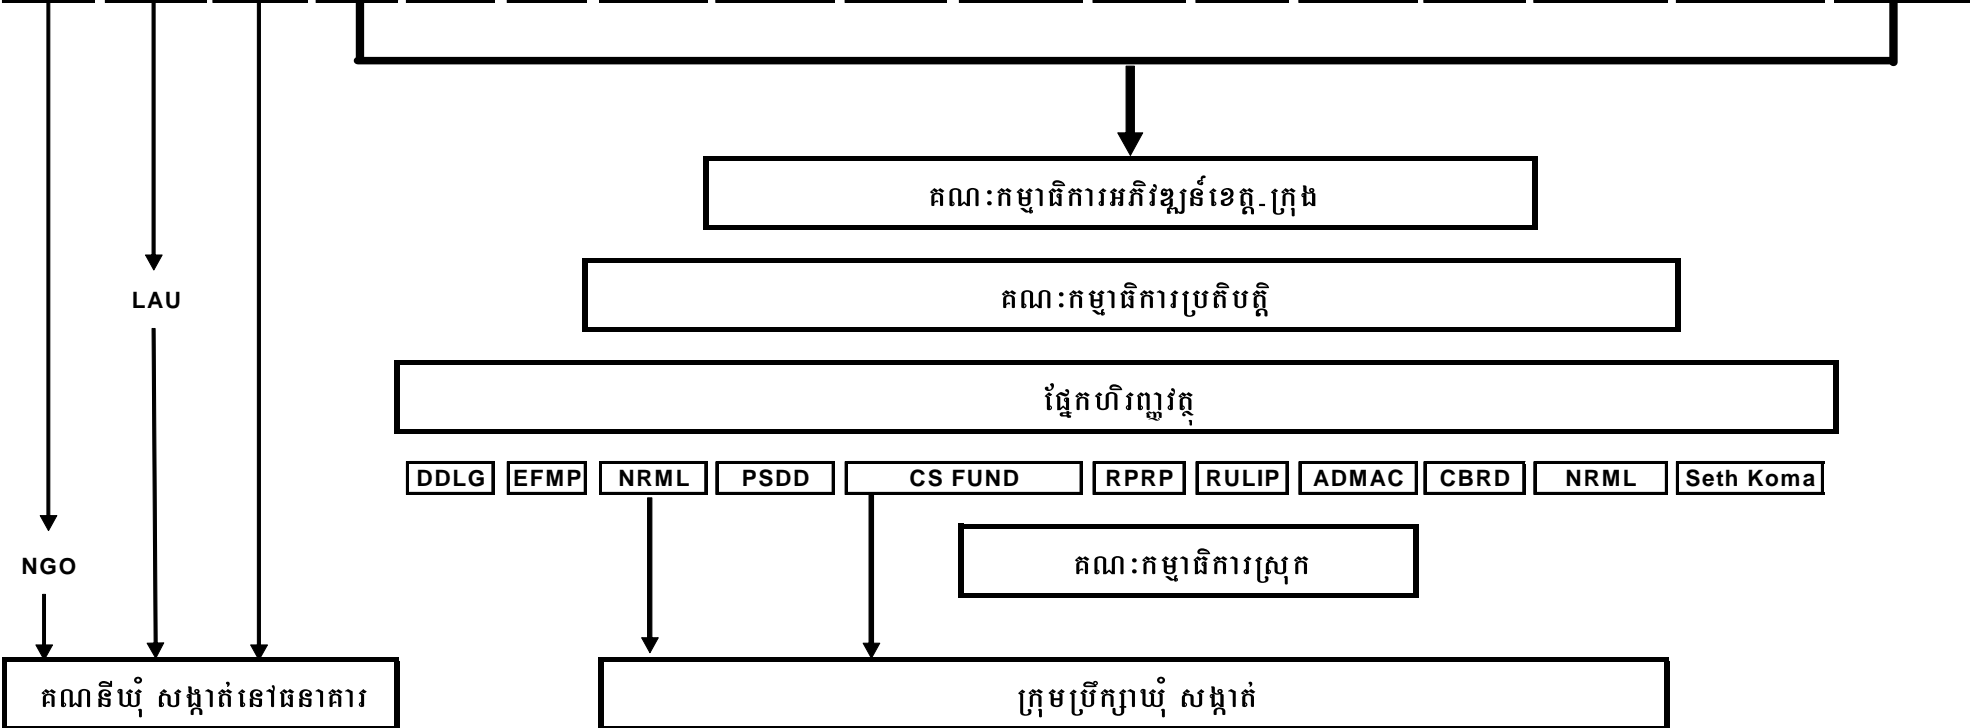 គណៈកម្មាធិការអភិវឌ្ឍន៍ខេត្ត-ក្រុង
LAU
គណៈកម្មាធិការប្រតិបត្តិ
ផ្នែកហិរញ្ញវត្ថុ
DDLG EFMP NRML PSDD CS FUND RPRP RULIP ADMAC CBRD NRML Seth Koma
NGO
គណៈកម្មាធិការស្រុក
គណនីឃុំ សង្កាត់នៅធនាគារ
ក្រុមប្រឹក្សាឃុំ សង្កាត់